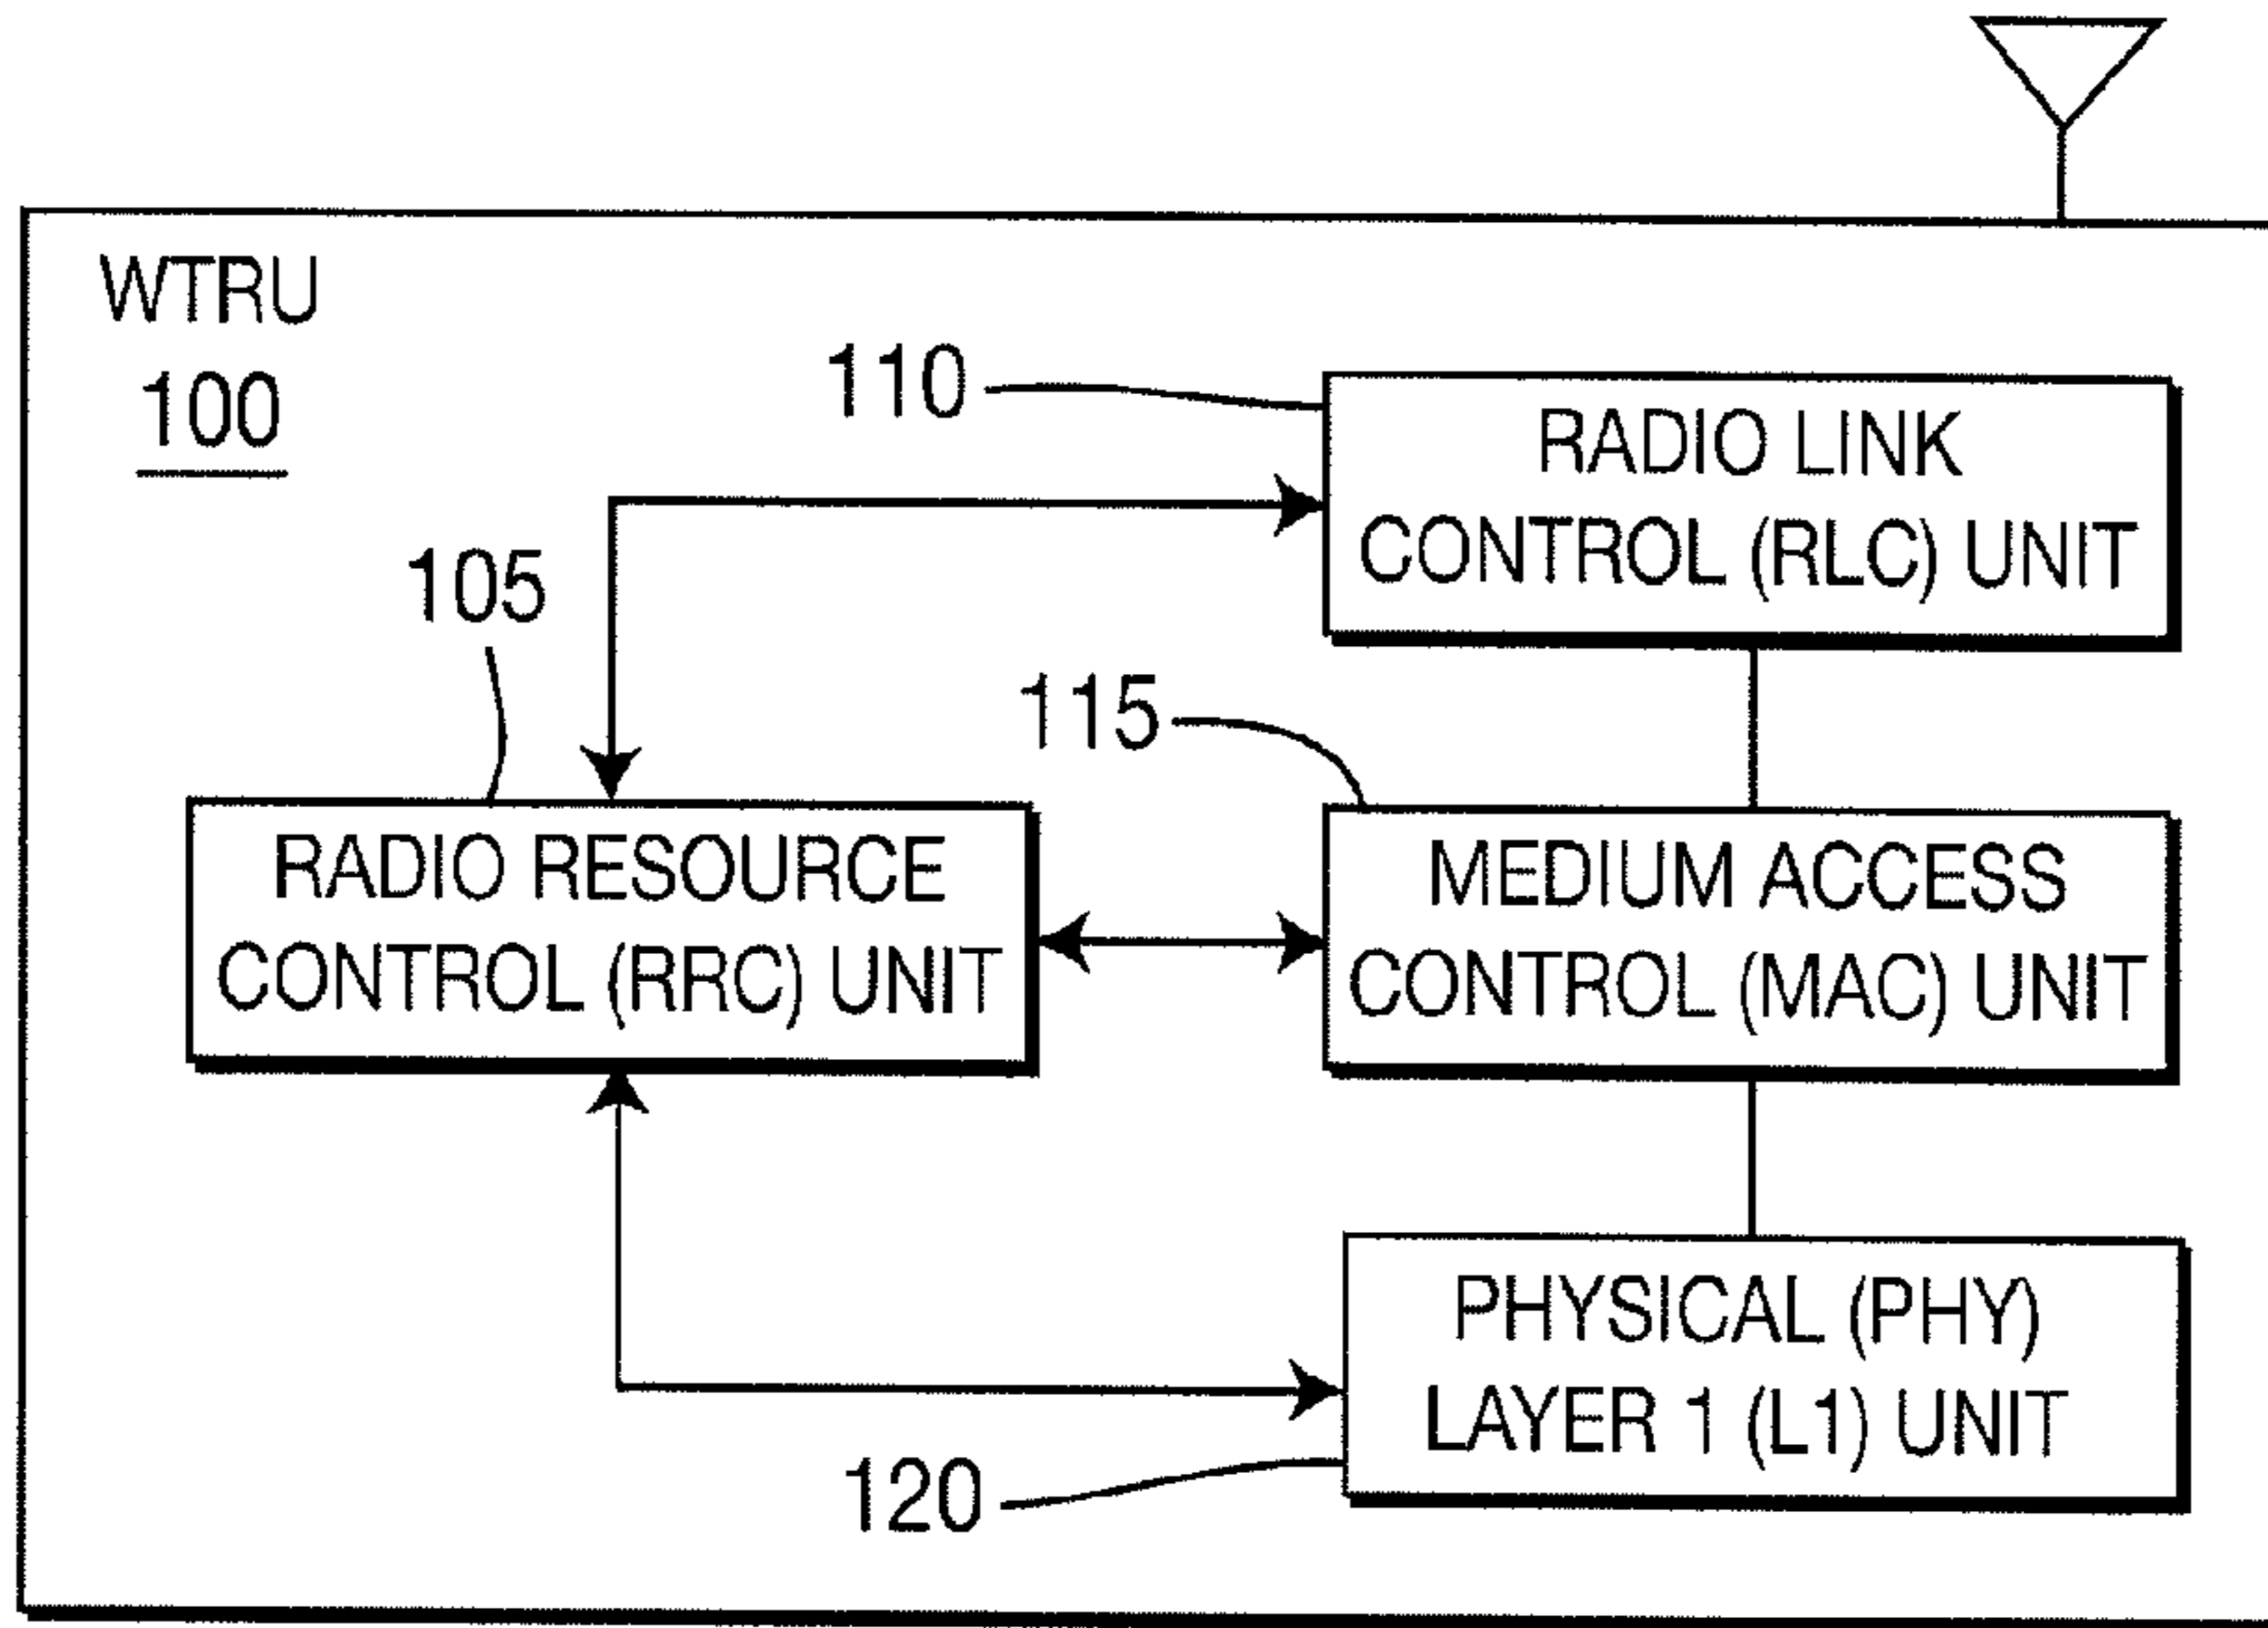 WTRU
100
110
RADIO LINK
CONTROL (RLC) UNIT
105
115
RADIO RESOURCE
CONTROL (RRC) UNIT
MEDIUM ACCESS
CONTROL (MAC) UNIT
PHYSICAL (PHY)
LAYER 1 (L1) UNIT
120